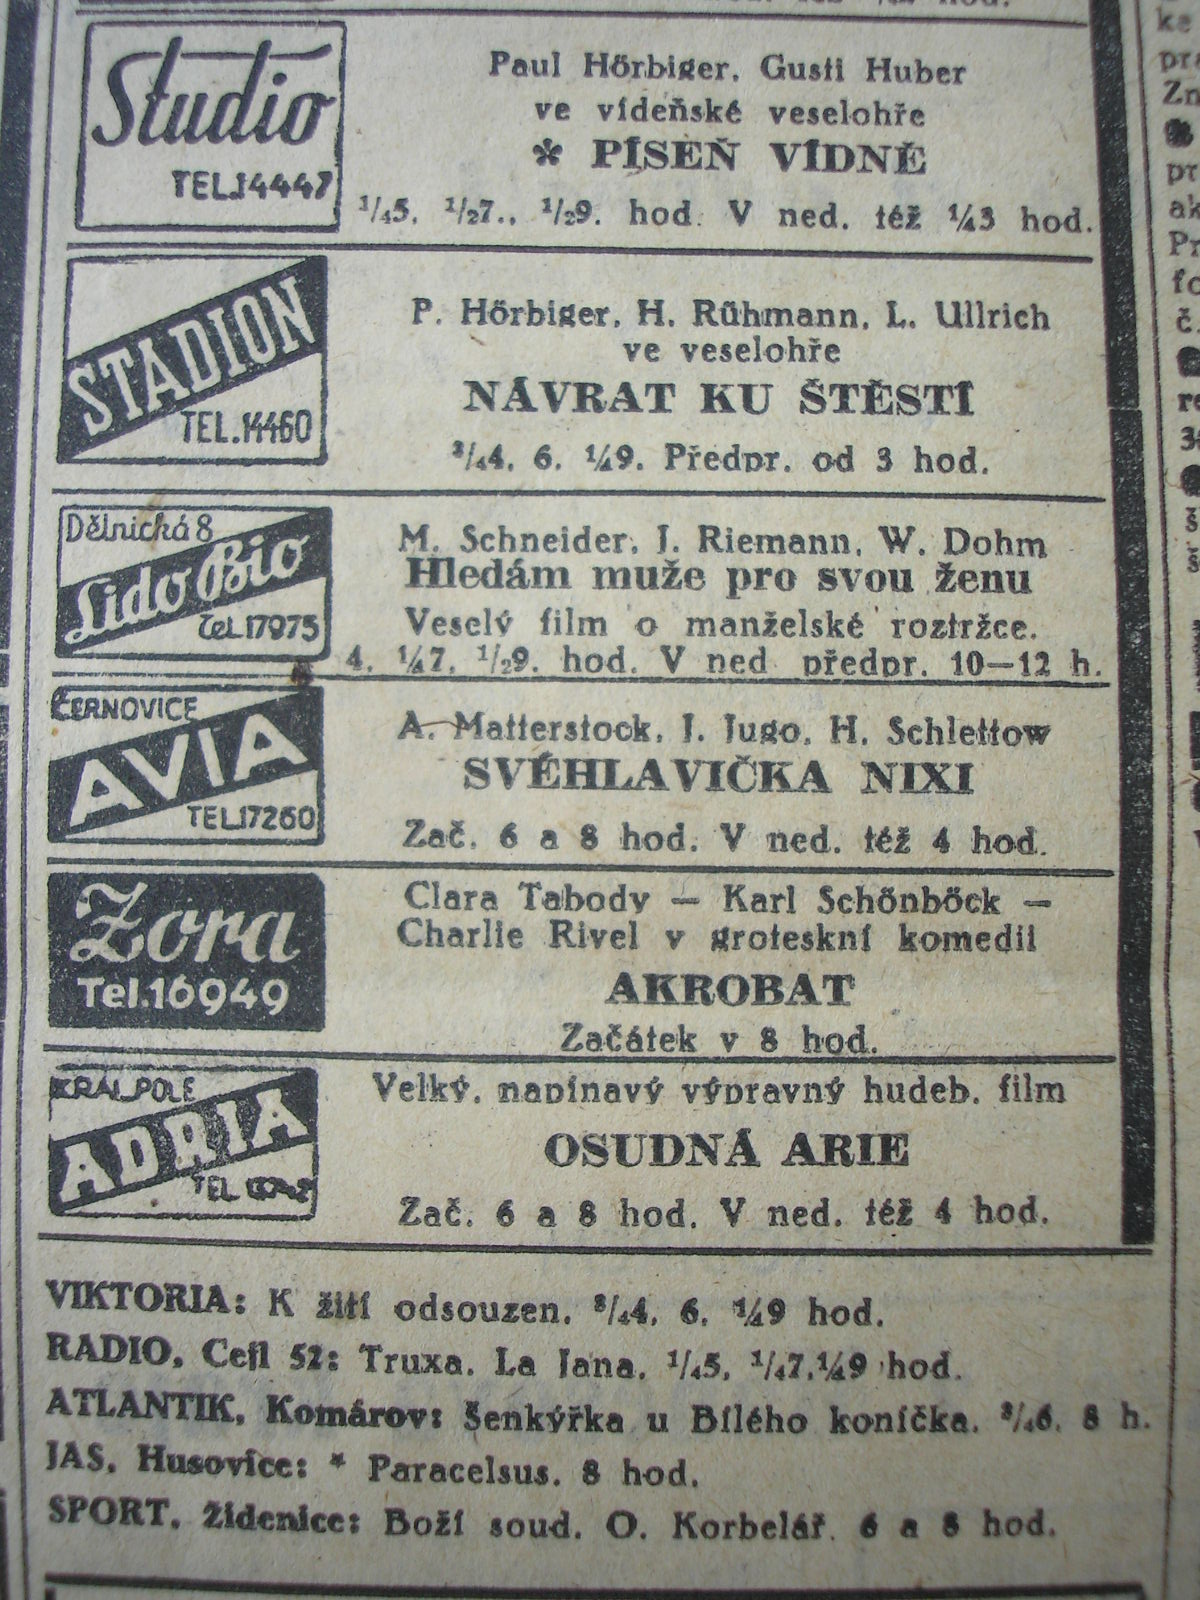 Studio
TEL.14447
Paul Hörbiger, Gusti Huber
ve vídeňské veselohře
* PÍSEŇ VÍDNĚ
¼5, ½7., ½9. hod. V ned. též ¼3 hod.
STADION
TEL.14460
P. Hörbiger, H. Rühmann, L. Ullrich
ve veselohře
NÁVRAT KU ŠTĚSTÍ
¾4, 6, ¼9. Předpr. od 3 hod.
Dělnická 8
Lido Bio
Tel.17975
M. Schneider, J. Riemann, W. Dohm
Hledám muže pro svou ženu
Veselý film o manželské roztržce.
4, ¼7, ½9. hod. V ned předpr. 10—12 h.
ČERNOVICE
AVIA
TEL.17260
A. Matterstock, J. Jugo, H. Schlettow
SVÉHLAVIČKA NIXI
Zač. 6 a 8 hod. V ned. též 4 hod.
Zora
Tel.16949
Clara Tabody — Karl Schönböck —
Charlie Rivel v groteskní komedii
AKROBAT
Začátek v 8 hod.
KRÁL.POLE
ADRIA
TEL
Velký, napínavý výpravný hudeb. film
OSUDNÁ ARIE
Zač. 6 a 8 hod. V ned. též 4 hod.
VIKTORIA: K žití odsouzen, ¾4, 6, ¼9 hod.
RADIO, Cejl 52: Truxa. La Jana, ¼5, ¼7, ¼9 hod.
ATLANTIK, Komárov: Šenkýřka u Bílého koníčka, ¾6, 8 h.
JAS, Husovice: * Paracelsus, 8 hod.
SPORT, Židenice: Boží soud. O. Korbelář. 6 a 8 hod.